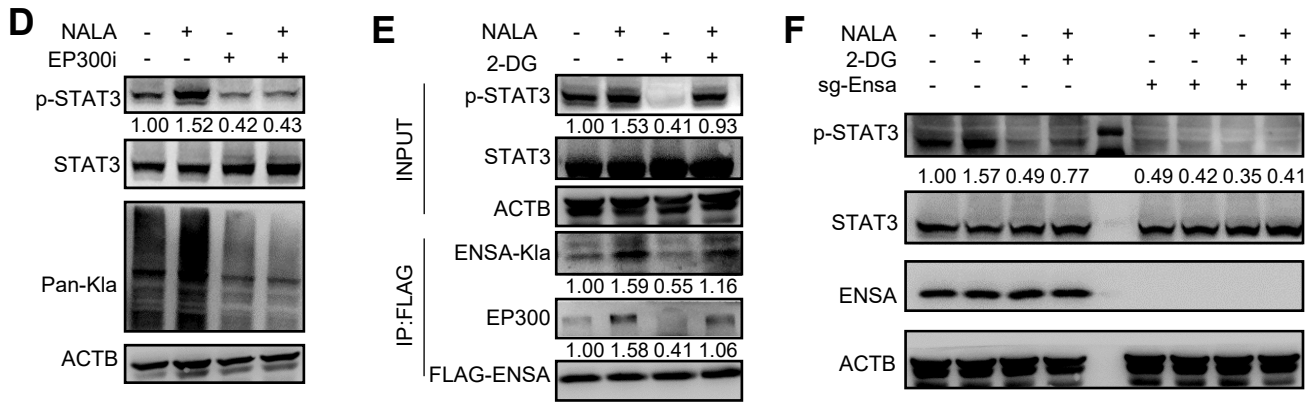 D
NALA - + - +
EP300i - - + +
p-STAT3
1.00 1.52 0.42 0.43
STAT3
Pan-Kla
ACTB
E
NALA - + - +
2-DG - - + +
INPUT
p-STAT3
1.00 1.53 0.41 0.93
STAT3
ACTB
IP:FLAG
ENSA-Kla
1.00 1.59 0.55 1.16
EP300
1.00 1.58 0.41 1.06
FLAG-ENSA
F
NALA - + - + - + - +
2-DG - - + + - - + +
sg-Ensa - - - - + + + +
p-STAT3
1.00 1.57 0.49 0.77 0.49 0.42 0.35 0.41
STAT3
ENSA
ACTB